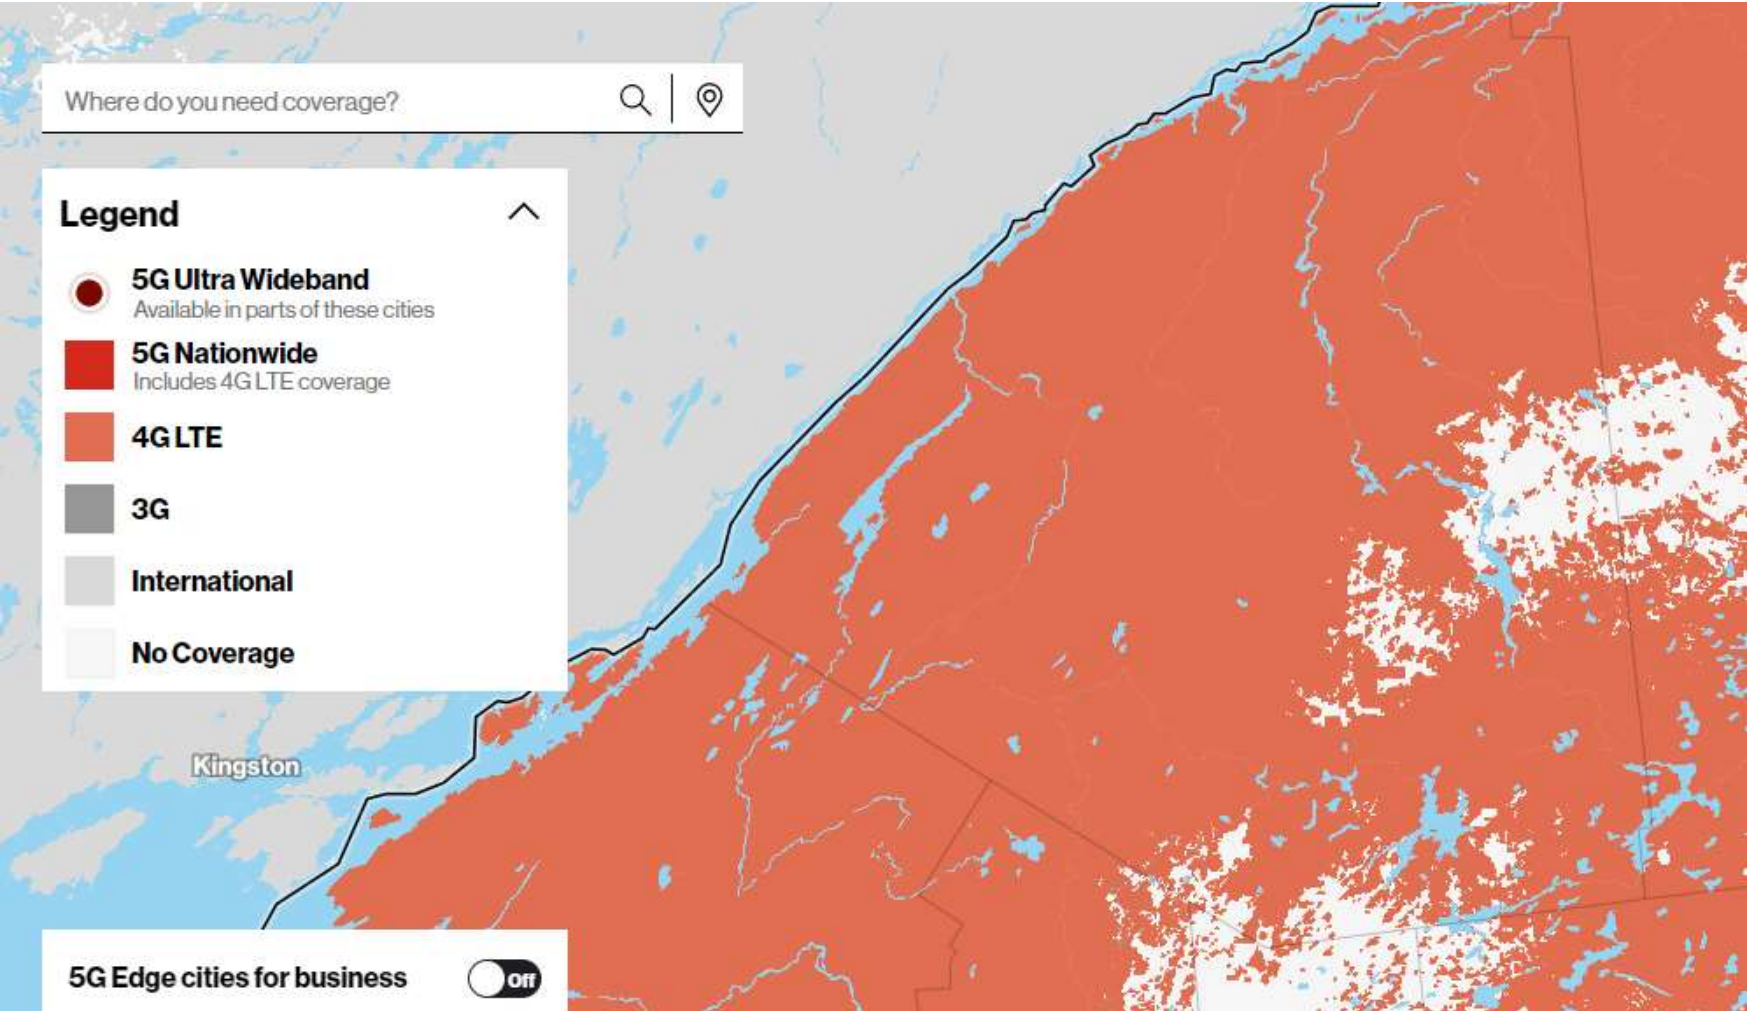 Where do you need coverage?
Legend
5G Ultra Wideband
Available in parts of these cities
5G Nationwide
Includes 4G LTE coverage
4G LTE
3G
International
No Coverage
Kingston
5G Edge cities for business
Off